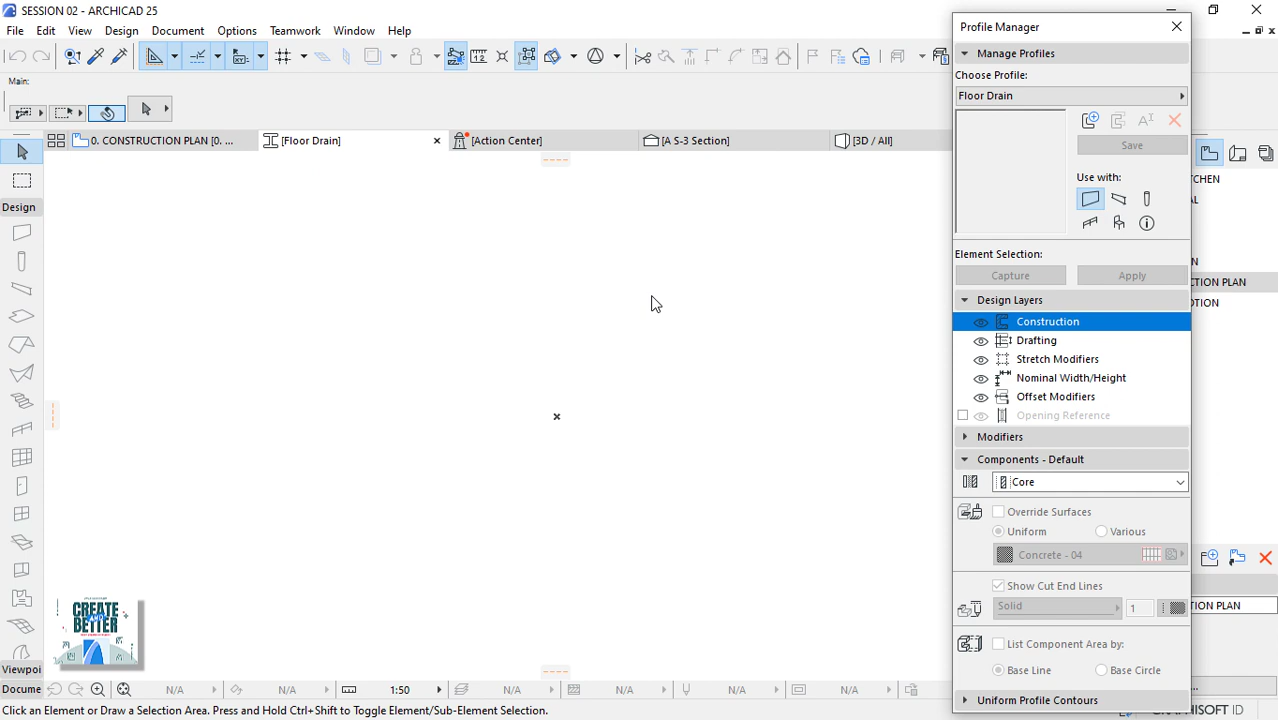 SESSION 02 - ARCHICAD 25
File Edit View Design Document Options Teamwork Window Help
Main:
0. CONSTRUCTION PLAN [0. ...
[Floor Drain]
[Action Center]
[A S-3 Section]
[3D / All]
Design
Viewpoi
Docume
CREATE
BETTER
N/A
N/A
1:50
N/A
N/A
N/A
N/A
Click an Element or Draw a Selection Area. Press and Hold Ctrl+Shift to Toggle Element/Sub-Element Selection.
Profile Manager
Manage Profiles
Choose Profile:
Floor Drain
Save
Use with:
Element Selection:
Capture
Apply
Design Layers
Construction
Drafting
Stretch Modifiers
Nominal Width/Height
Offset Modifiers
Opening Reference
Modifiers
Components - Default
Core
Override Surfaces
Uniform
Various
Concrete - 04
Show Cut End Lines
Solid
1
List Component Area by:
Base Line
Base Circle
Uniform Profile Contours
TCHEN
AL
N
CTION PLAN
OTION
TION PLAN
...
GRAPHISOFT ID